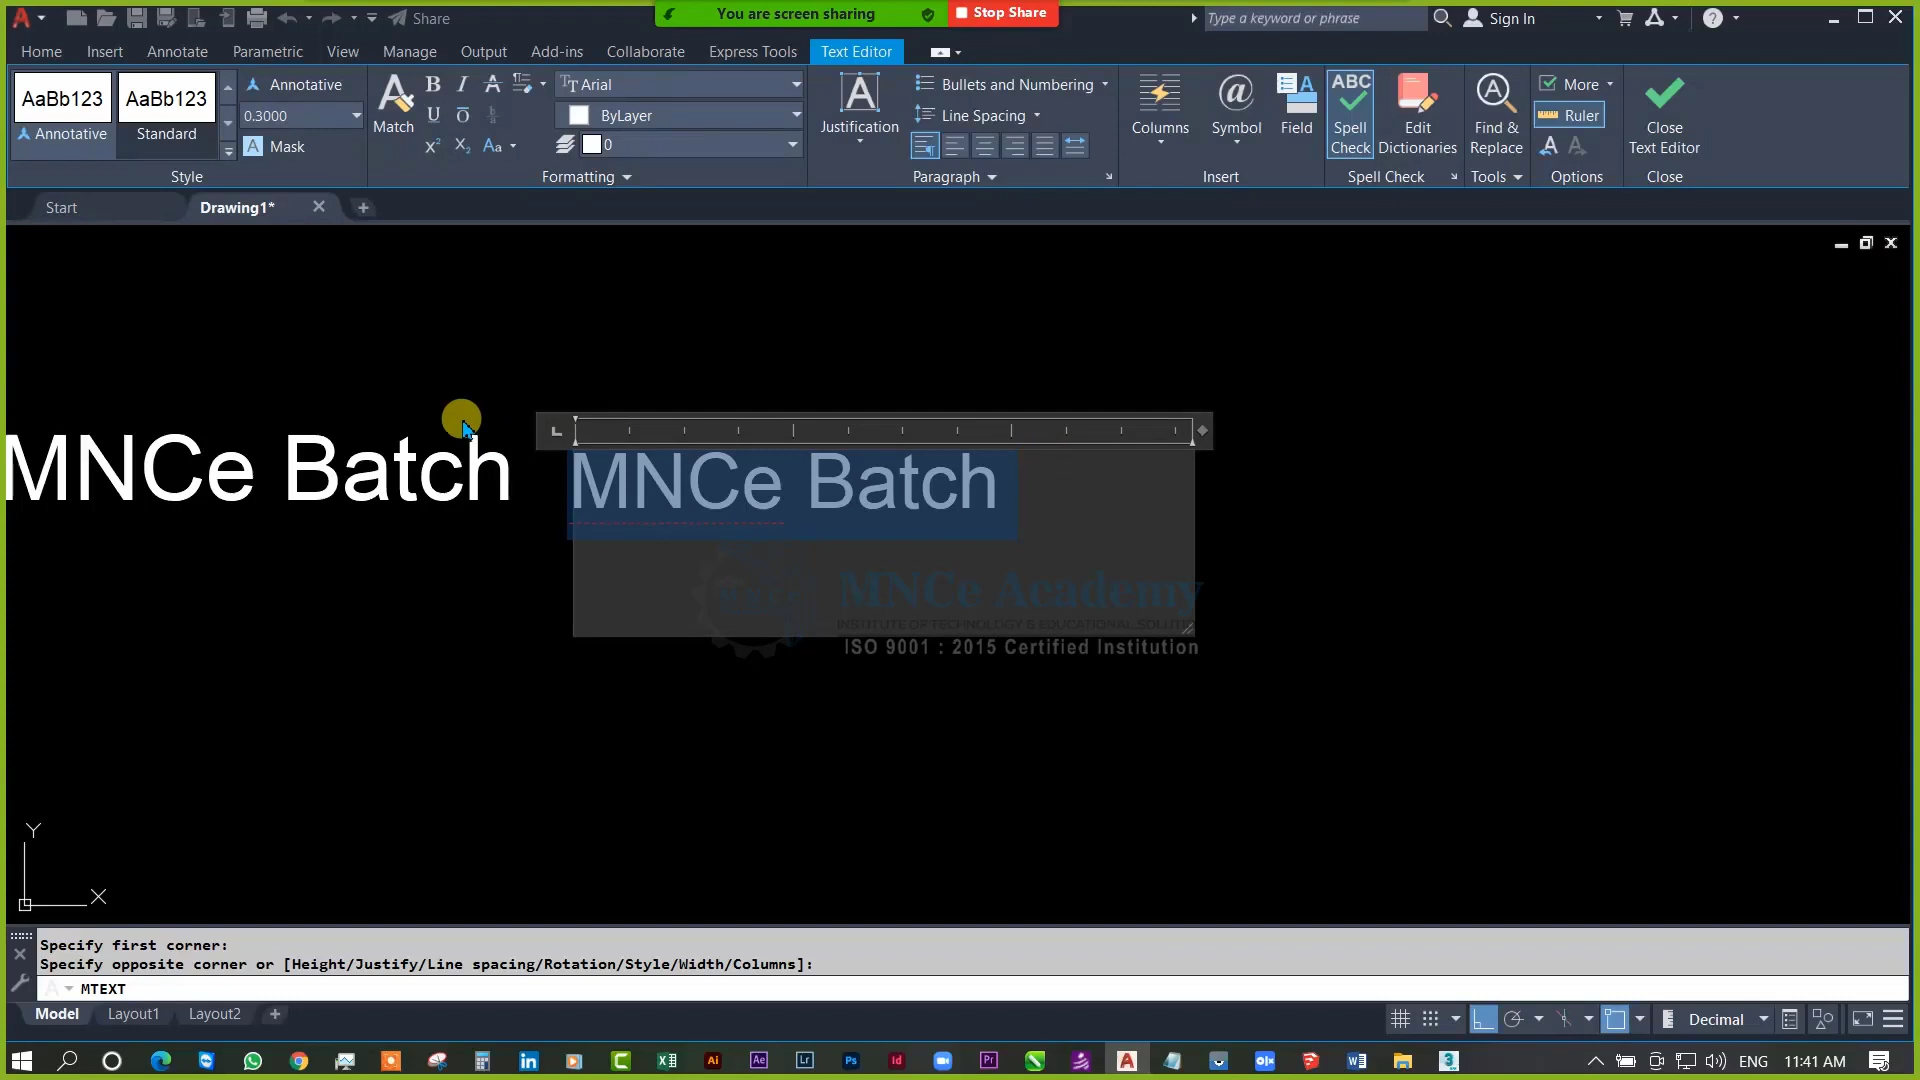 Share
You are screen sharing
Stop Share
Type a keyword or phrase
Sign In
Home Insert Annotate Parametric View Manage Output Add-ins Collaborate Express Tools Text Editor
AaBb123 AaBb123
Annotative Standard
Annotative
0.3000
Mask
Style
Match
Arial
ByLayer
0
Formatting
Justification
Bullets and Numbering
Line Spacing
Paragraph
Columns
Symbol
Field
Insert
ABC
Spell Check
Edit Dictionaries
Spell Check
Find & Replace
Tools
More
Ruler
Options
Close Text Editor
Close
Start
Drawing1*
MNCe Batch
MNCe Batch
MNCe Academy
INSTITUTE OF TECHNOLOGY & EDUCATIONAL SOLUTIO
ISO 9001 : 2015 Certified Institution
Y
X
Specify first corner:
Specify opposite corner or [Height/Justify/Line spacing/Rotation/Style/Width/Columns]:
MTEXT
Model Layout1 Layout2
Decimal
ENG 11:41 AM